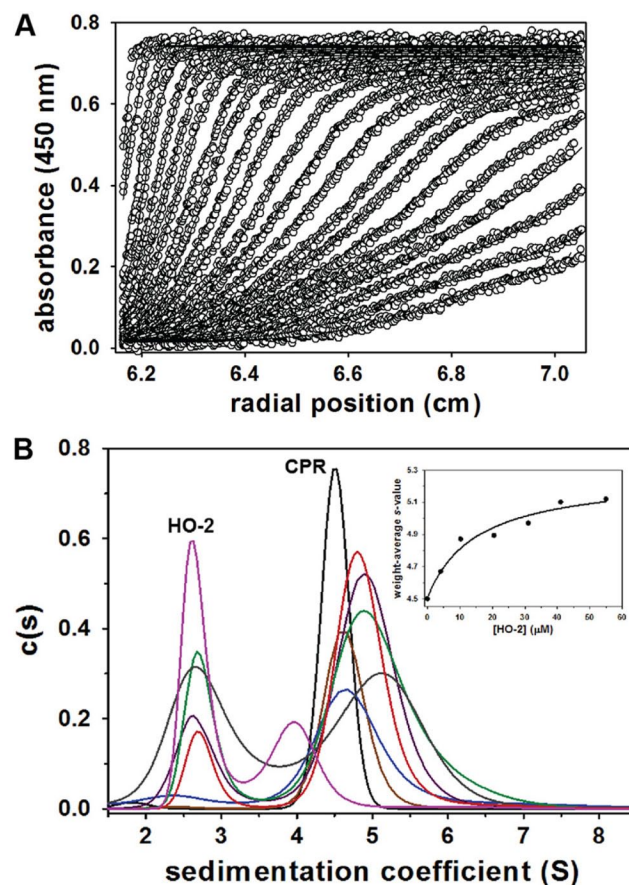 A
absorbance (450 nm)
0.8
0.6
0.4
0.2
0.0
6.2 6.4 6.6 6.8 7.0
radial position (cm)
B
c(s)
0.8
0.6
0.4
0.2
0.0
HO-2
CPR
weight-average s-value
5.3
5.1
4.9
4.7
4.5
0 10 20 30 40 50 60
[HO-2] (µM)
2 3 4 5 6 7 8
sedimentation coefficient (S)